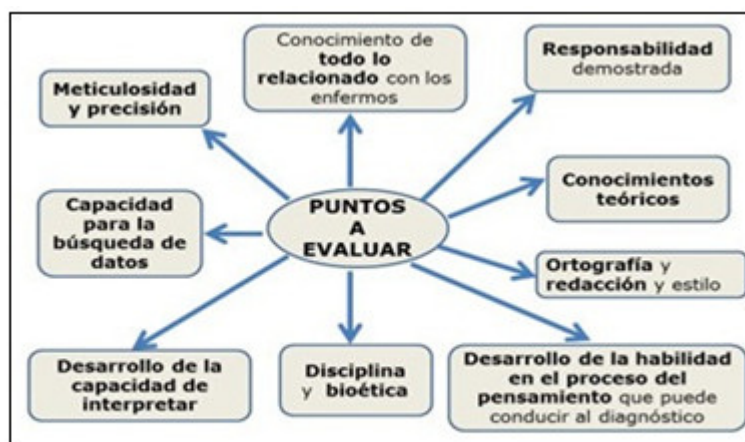 Conocimiento de
todo lo
relacionado con los
enfermos
Responsabilidad
demostrada
Meticulosidad
y precisión
Conocimientos
teóricos
PUNTOS
A
EVALUAR
Capacidad
para la
búsqueda de
datos
Ortografía y
redacción y estilo
Desarrollo de la
capacidad de
interpretar
Disciplina
y bioética
Desarrollo de la habilidad
en el proceso del
pensamiento que puede
conducir al diagnóstico